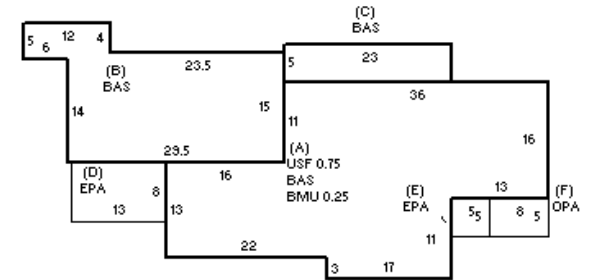 (C)
BAS
5 12 4
6
23.5
5 23
(B)
BAS
36
14
15
11
16
29.5
(A)
USF 0.75
BAS
BMU 0.25
16
(D)
EPA
8
13
13
13
(E)
EPA
(F)
OPA
5 5 8 5
11
22
3 17